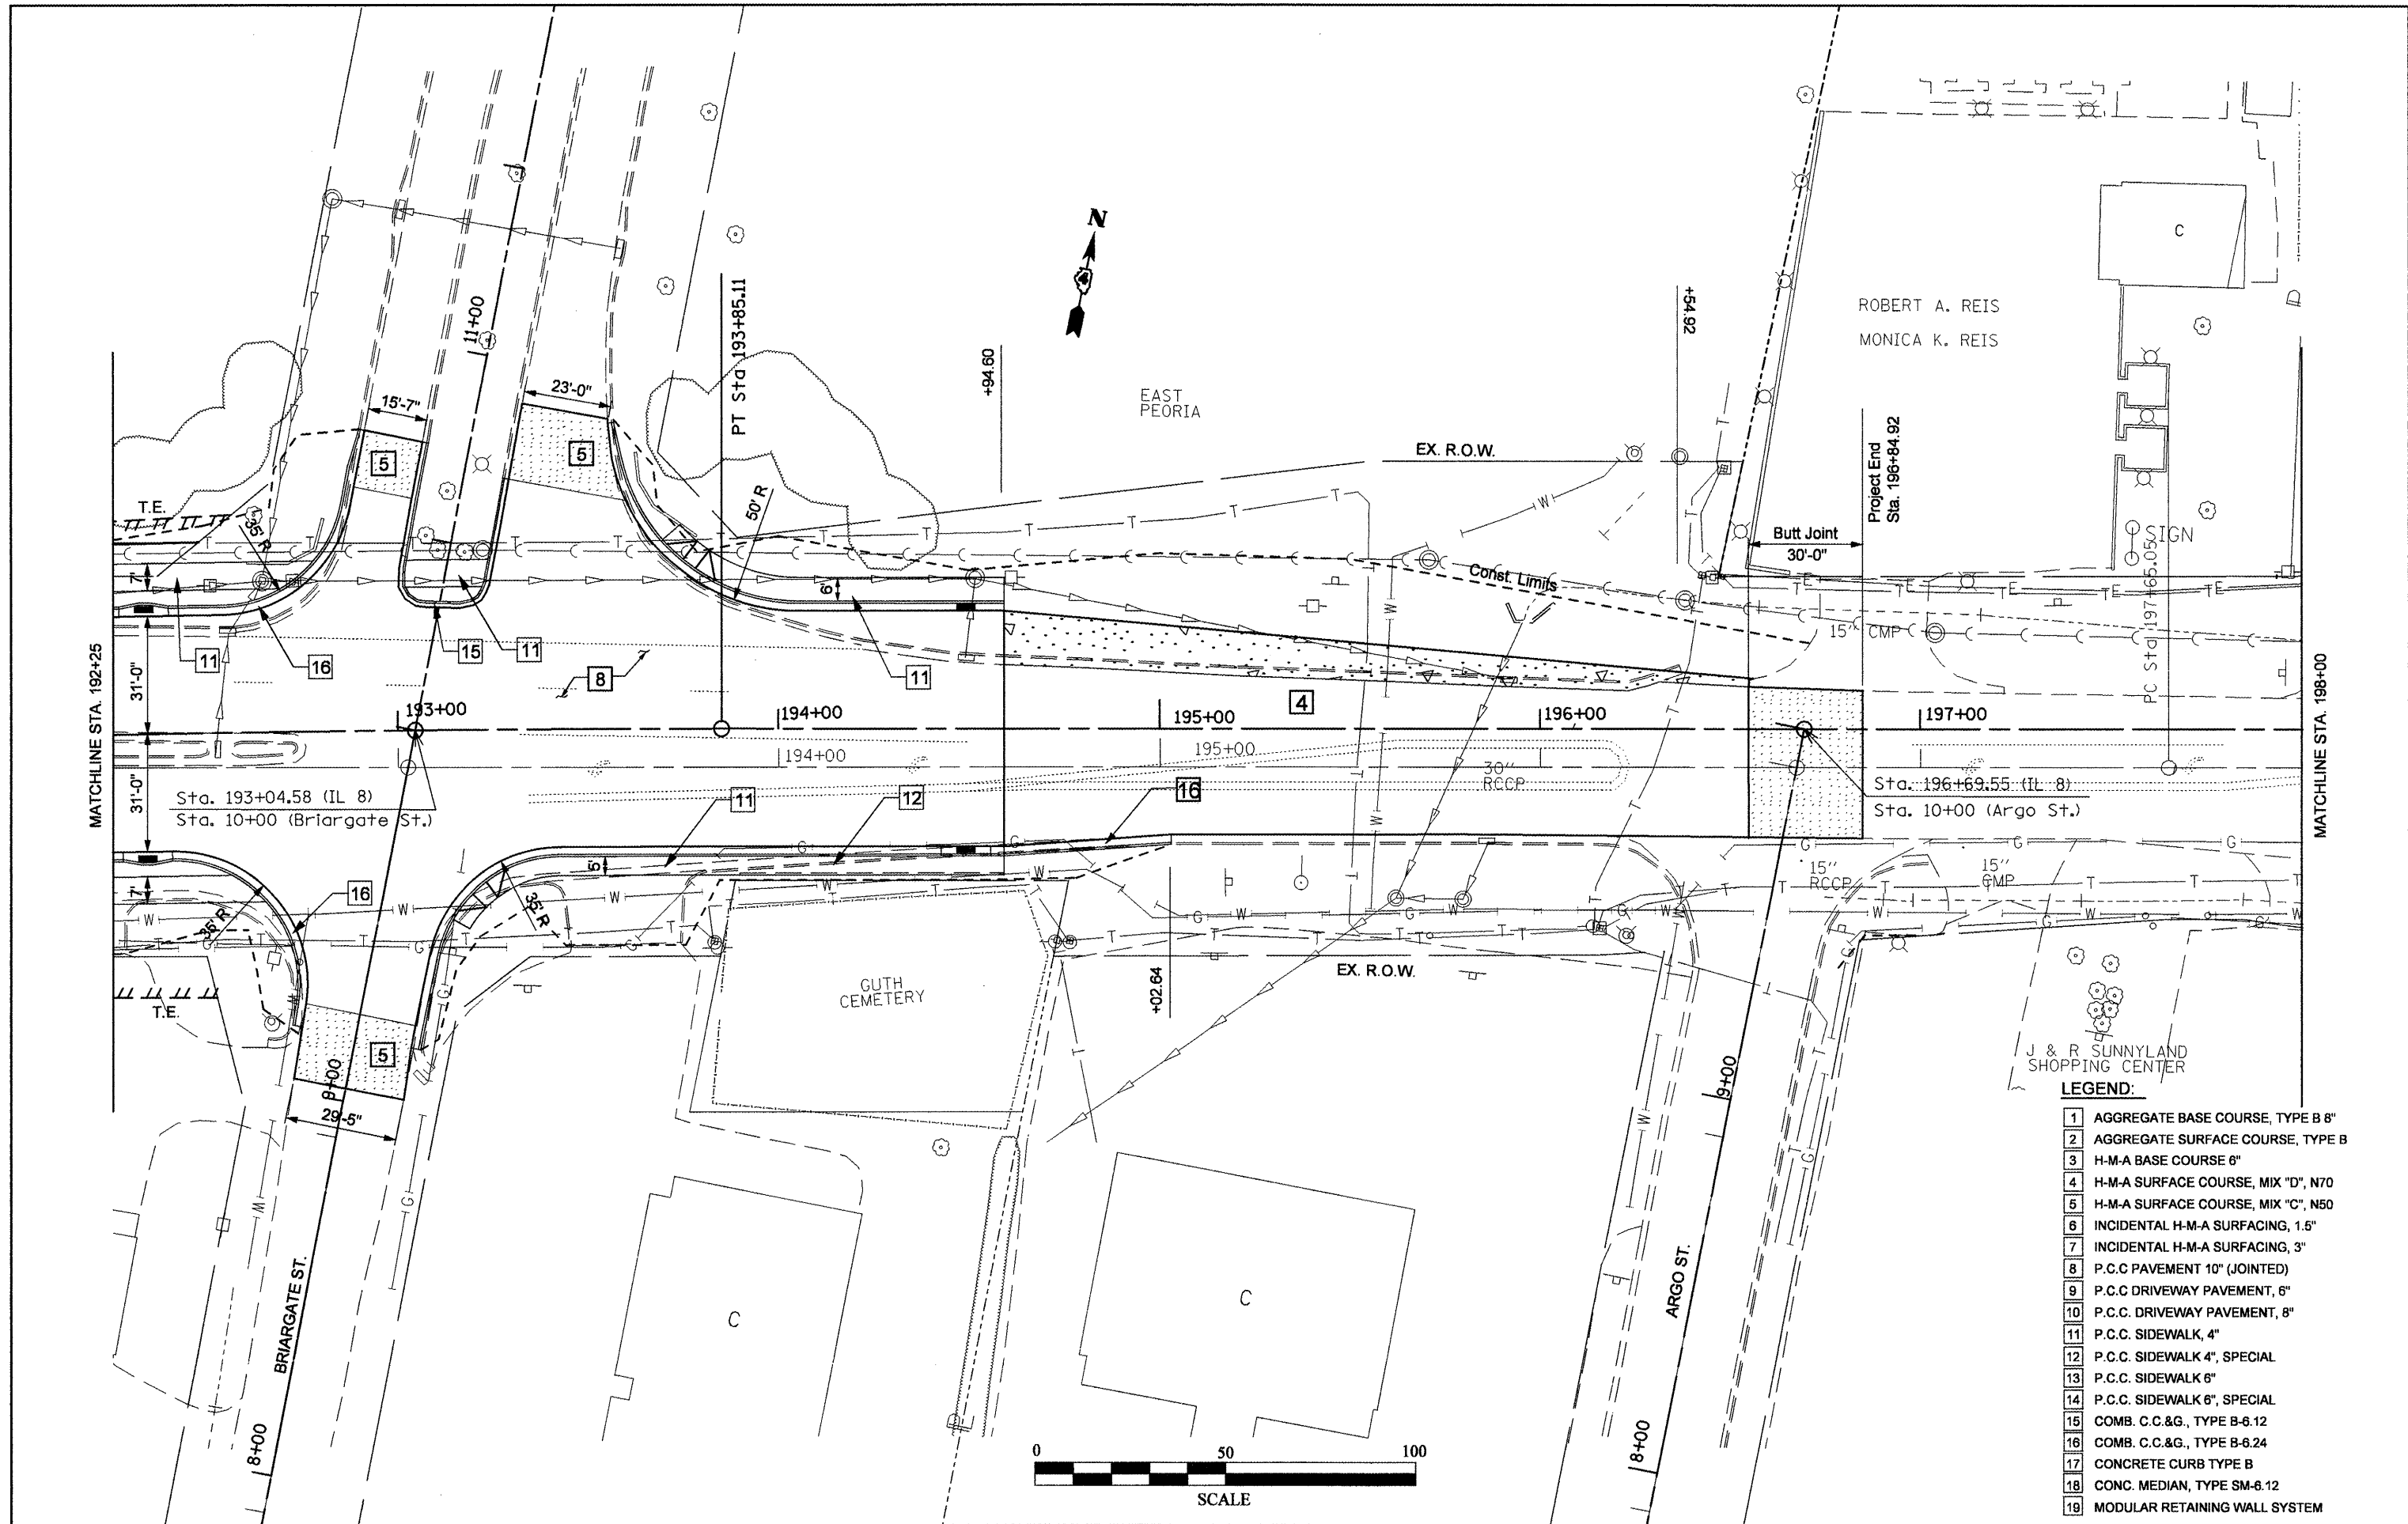 N
4
11+00
PT Sta 193+85.11
+94.60
+54.92
C
ROBERT A. REIS
MONICA K. REIS
EAST
PEORIA
15'-7"
23'-0"
5
5
EX. R.O.W.
Project End
Sta. 196+84.92
T.E.
35' R
50' R
Butt Joint
30'-0"
SIGN
PC Sta 197+65.05
Const. Limits
7'
6'
15" CMP
MATCHLINE STA. 192+25
31'-0"
11
16
15
11
8
11
4
MATCHLINE STA. 198+00
193+00
194+00
195+00
196+00
197+00
194+00
195+00
30"
RCCP
31'-0"
Sta. 193+04.58 (IL 8)
Sta. 10+00 (Briargate St.)
11
12
16
Sta. 196+69.55 (IL 8)
Sta. 10+00 (Argo St.)
5'
7'
16
36' R
35' R
15"
RCCP
15"
CMP
T.E.
GUTH
CEMETERY
+02.64
EX. R.O.W.
5
9+00
29'-5"
9+00
J & R SUNNYLAND
SHOPPING CENTER
BRIARGATE ST.
8+00
C
C
ARGO ST.
8+00
0 50 100
SCALE
LEGEND:
1 AGGREGATE BASE COURSE, TYPE B 8"
2 AGGREGATE SURFACE COURSE, TYPE B
3 H-M-A BASE COURSE 6"
4 H-M-A SURFACE COURSE, MIX "D", N70
5 H-M-A SURFACE COURSE, MIX "C", N50
6 INCIDENTAL H-M-A SURFACING, 1.5"
7 INCIDENTAL H-M-A SURFACING, 3"
8 P.C.C PAVEMENT 10" (JOINTED)
9 P.C.C DRIVEWAY PAVEMENT, 6"
10 P.C.C. DRIVEWAY PAVEMENT, 8"
11 P.C.C. SIDEWALK, 4"
12 P.C.C. SIDEWALK 4", SPECIAL
13 P.C.C. SIDEWALK 6"
14 P.C.C. SIDEWALK 6", SPECIAL
15 COMB. C.C.&G., TYPE B-6.12
16 COMB. C.C.&G., TYPE B-6.24
17 CONCRETE CURB TYPE B
18 CONC. MEDIAN, TYPE SM-6.12
19 MODULAR RETAINING WALL SYSTEM